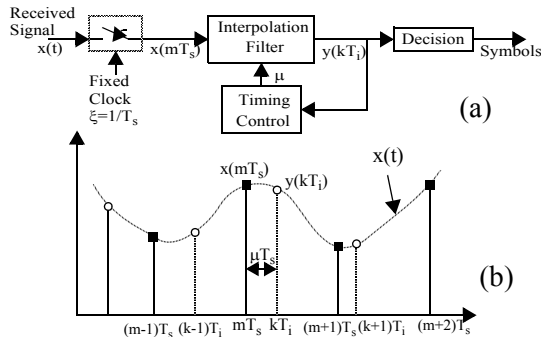 Received
Signal
x(t)
x(mTs)
Interpolation
Filter
y(kTi)
Decision
Symbols
Fixed
Clock
ξ=1/Ts
μ
Timing
Control
(a)
x(mTs)
y(kTi)
x(t)
μTs
(b)
(m-1)Ts (k-1)Ti mTs kTi (m+1)Ts (k+1)Ti (m+2)Ts